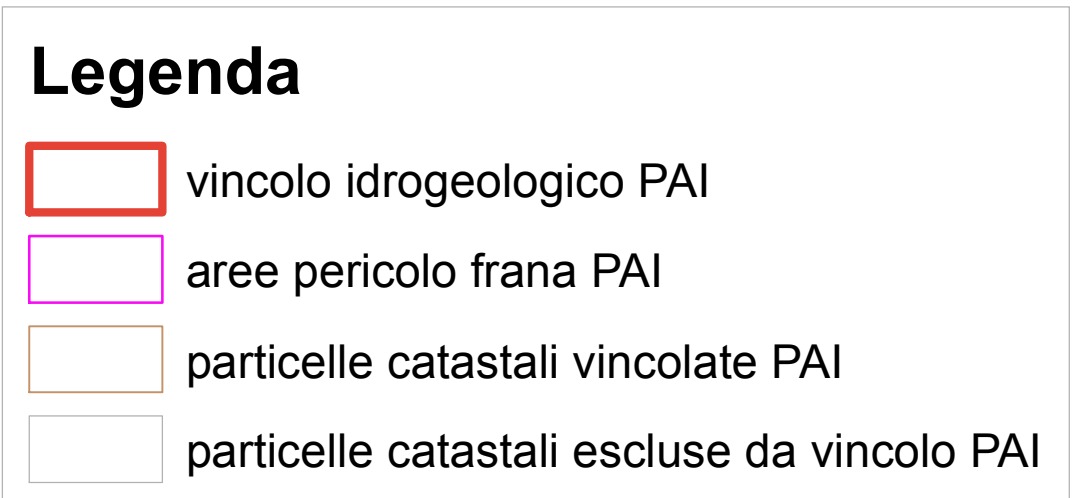 Legenda
vincolo idrogeologico PAI
aree pericolo frana PAI
particelle catastali vincolate PAI
particelle catastali escluse da vincolo PAI